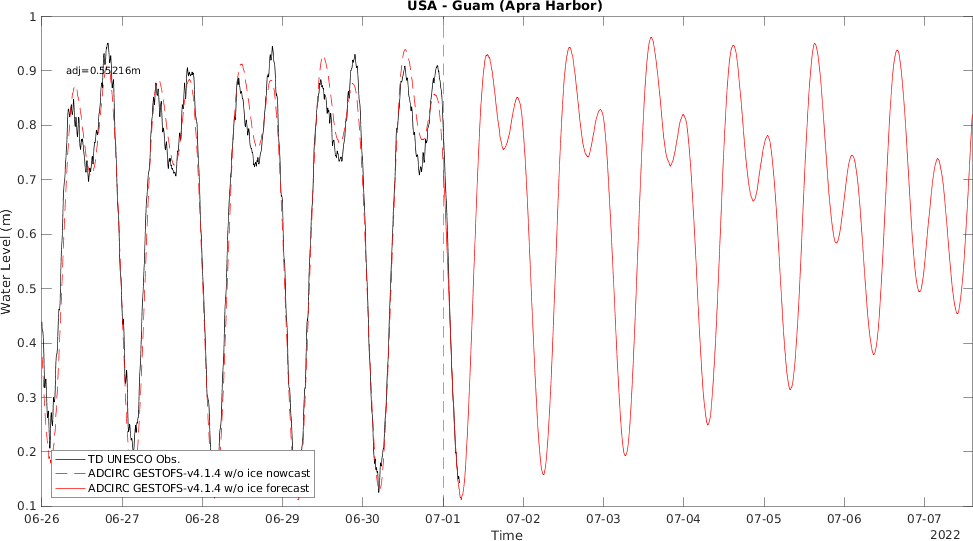 USA - Guam (Apra Harbor)
adj=0.55216m
Water Level (m)
1
0.9
0.8
0.7
0.6
0.5
0.4
0.3
0.2
0.1
TD UNESCO Obs.
ADCIRC GESTOFS-v4.1.4 w/o ice nowcast
ADCIRC GESTOFS-v4.1.4 w/o ice forecast
06-26 06-27 06-28 06-29 06-30 07-01 07-02 07-03 07-04 07-05 07-06 07-07
Time
2022